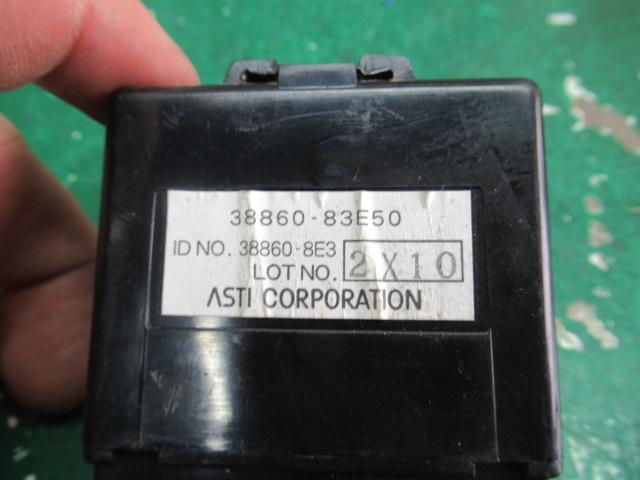 38860-83E50
ID NO. 38860-8E3
LOT NO. 2X10
ASTI CORPORATION